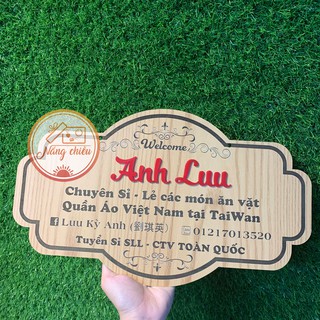 Nắng chiều
Welcome
Anh Luu
Chuyên Sỉ - Lẻ các món ăn vặt
Quần Áo Việt Nam tại TaiWan
Luu Kỳ Anh (劉琪英) 01217013520
Tuyển Sỉ SLL - CTV TOÀN QUỐC